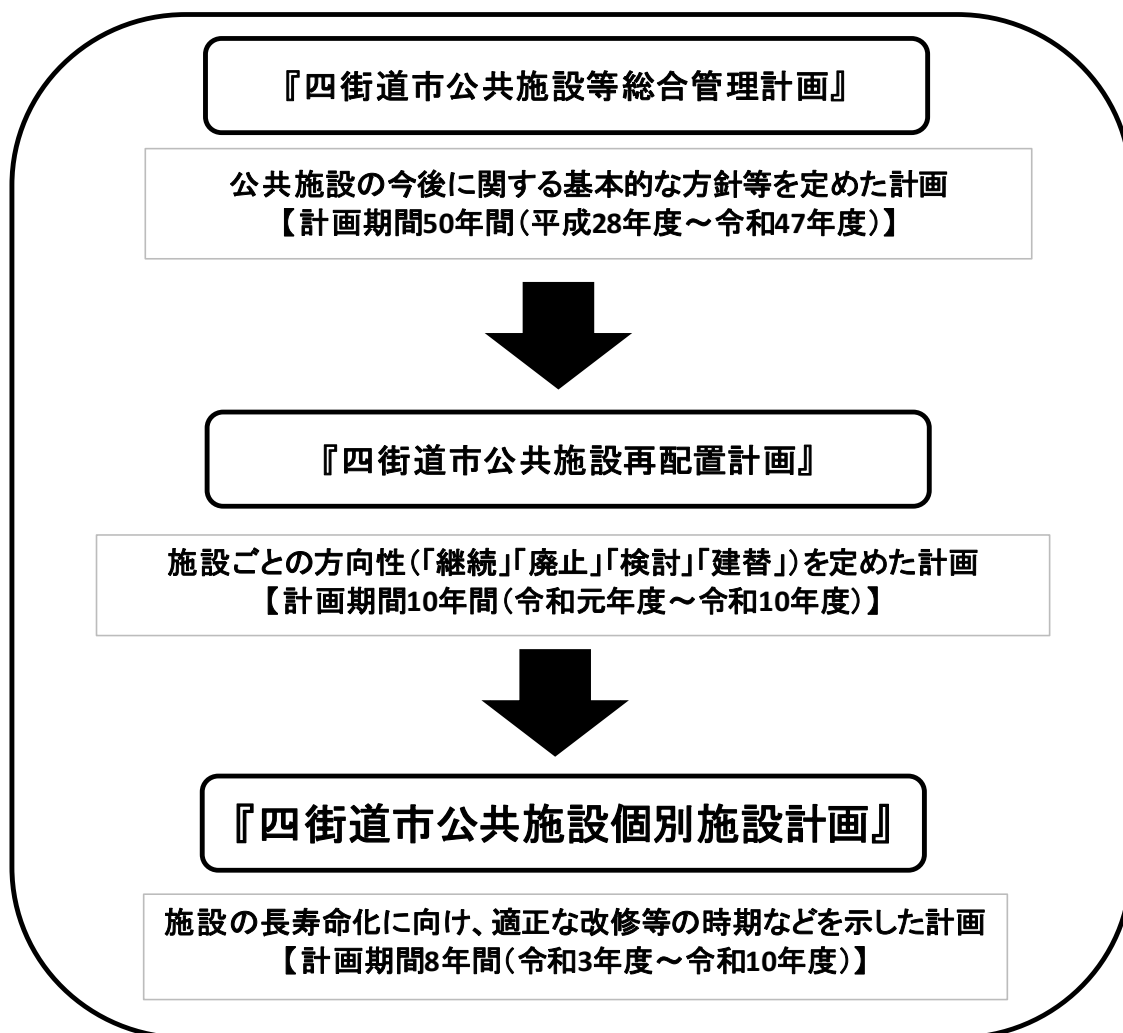 『四街道市公共施設等総合管理計画』
公共施設の今後に関する基本的な方針等を定めた計画
【計画期間50年間(平成28年度～令和47年度)】
『四街道市公共施設再配置計画』
施設ごとの方向性(「継続」「廃止」「検討」「建替」)を定めた計画
【計画期間10年間(令和元年度～令和10年度)】
『四街道市公共施設個別施設計画』
施設の長寿命化に向け、適正な改修等の時期などを示した計画
【計画期間8年間(令和3年度～令和10年度)】